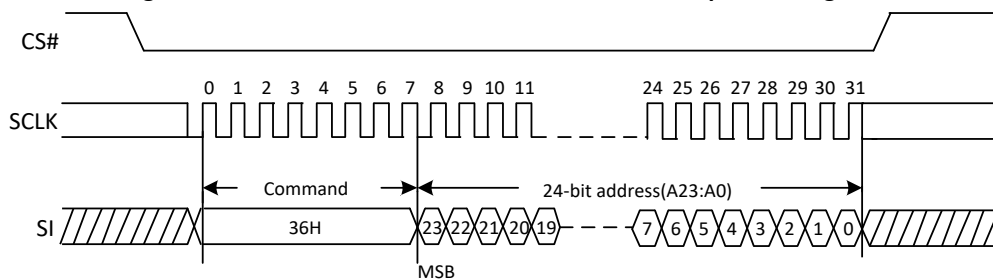 CS#
0 1 2 3 4 5 6 7 8 9 10 11 24 25 26 27 28 29 30 31
SCLK
Command 24-bit address(A23:A0)
SI 36H 23 22 21 20 19 7 6 5 4 3 2 1 0
MSB